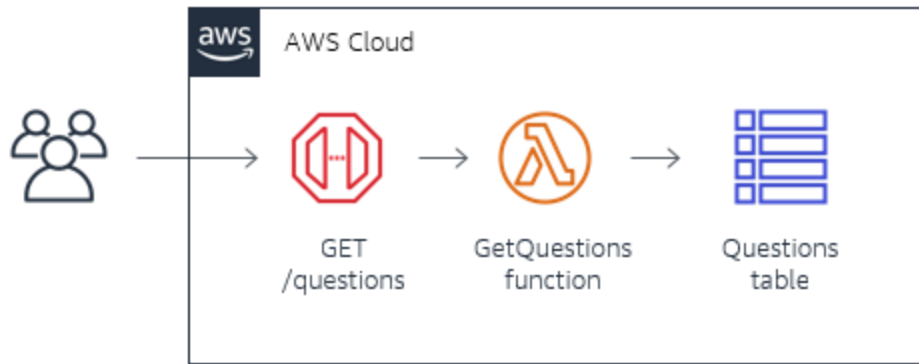 aws
AWS Cloud
GET
/questions
GetQuestions
function
Questions
table